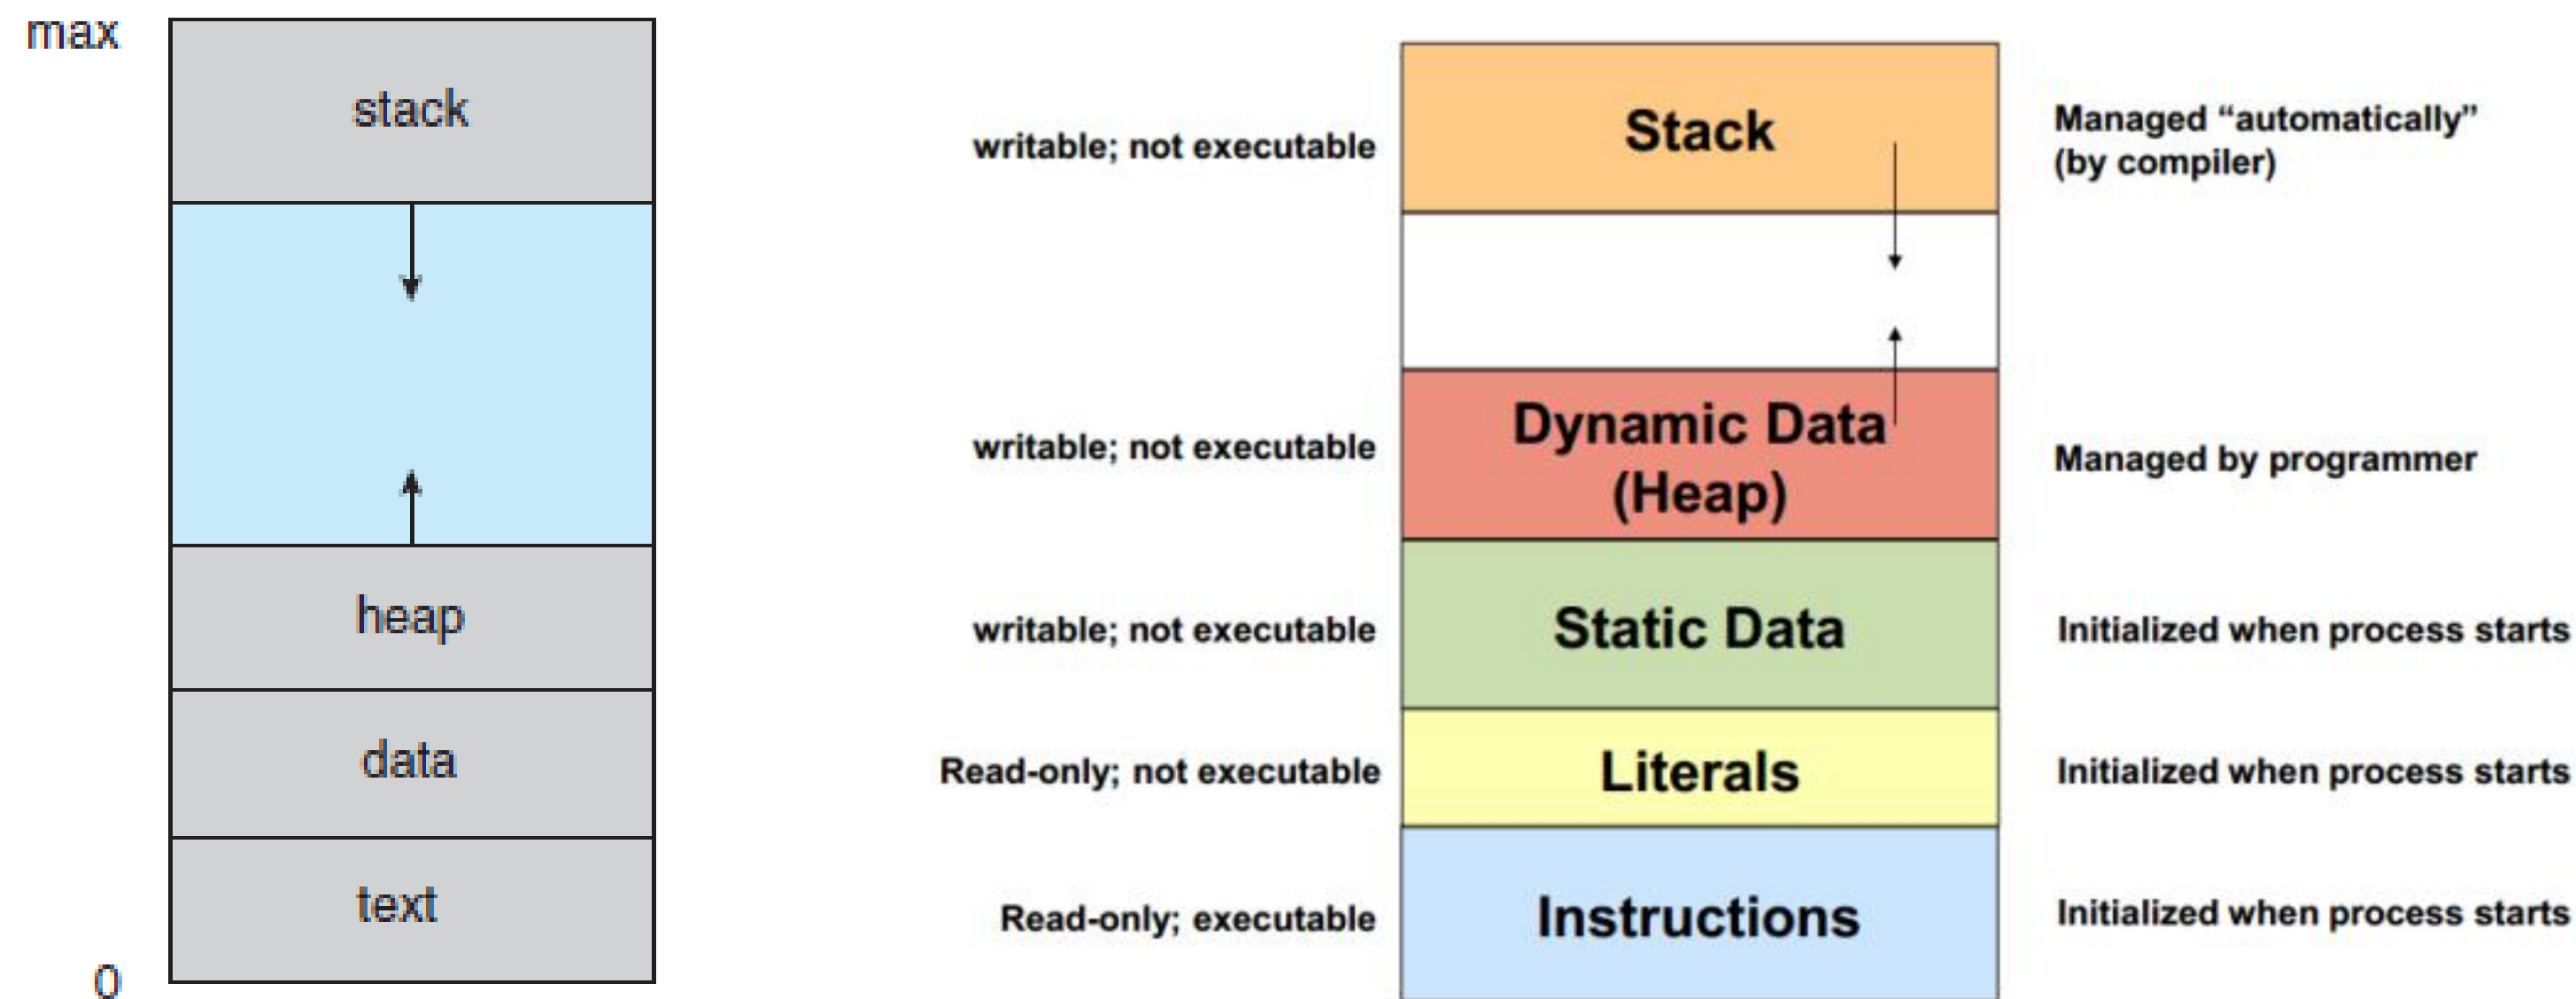 max
stack
heap
data
text
0
writable; not executable
Stack
Managed “automatically”
(by compiler)
writable; not executable
Dynamic Data
(Heap)
Managed by programmer
writable; not executable
Static Data
Initialized when process starts
Read-only; not executable
Literals
Initialized when process starts
Read-only; executable
Instructions
Initialized when process starts